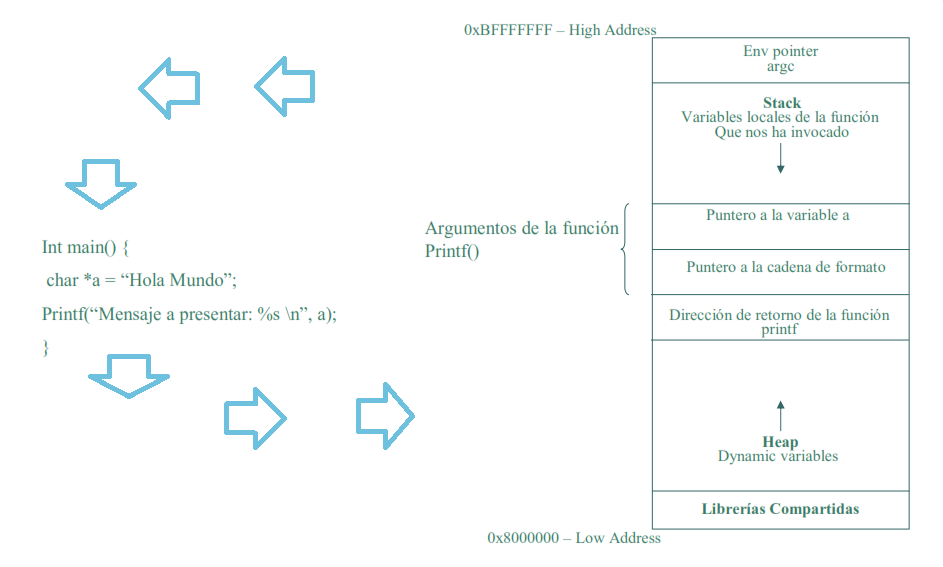 0xBFFFFFFF – High Address
Env pointer
argc
Stack
Variables locales de la función
Que nos ha invocado
Int main() {
char *a = “Hola Mundo”;
Printf(“Mensaje a presentar: %s \n”, a);
}
Argumentos de la función
Printf()
Puntero a la variable a
Puntero a la cadena de formato
Dirección de retorno de la función
printf
Heap
Dynamic variables
Librerías Compartidas
0x8000000 – Low Address